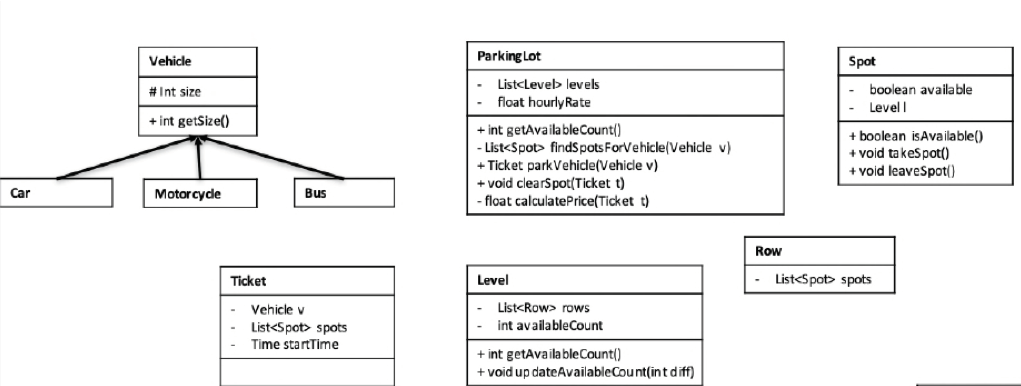 Vehicle
# Int size
+ int getSize()
Car
Motorcycle
Bus
ParkingLot
- List<Level> levels
- float hourlyRate
+ int getAvailableCount()
- List<Spot> findSpotsForVehicle(Vehicle v)
+ Ticket parkVehicle(Vehicle v)
+ void clearSpot(Ticket t)
- float calculatePrice(Ticket t)
Spot
- boolean available
- Level l
+ boolean isAvailable()
+ void takeSpot()
+ void leaveSpot()
Ticket
- Vehicle v
- List<Spot> spots
- Time startTime
Level
- List<Row> rows
- int availableCount
+ int getAvailableCount()
+ void updateAvailableCount(int diff)
Row
- List<Spot> spots